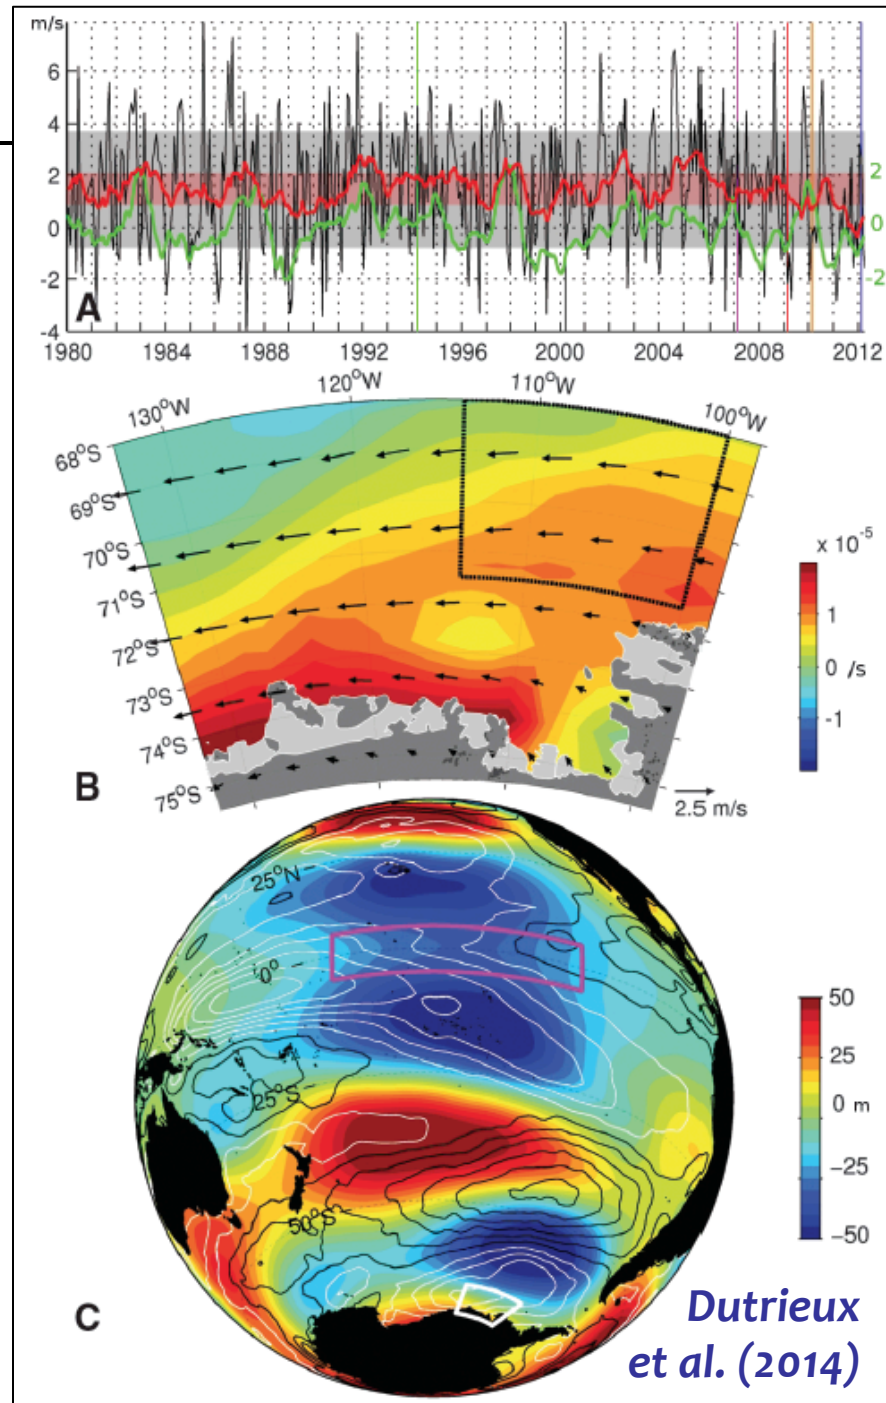 m/s
6
4
2
0
-2
-4
2
0
-2
A
1980 1984 1988 1992 1996 2000 2004 2008 2012
130°W 120°W 110°W 100°W
68°S
69°S
70°S
71°S
72°S
73°S
74°S
75°S
x 10⁻⁵
1
0 /s
-1
B
2.5 m/s
25°N
0°
25°S
50°S
50
25
0 m
−25
−50
C
Dutrieux
et al. (2014)